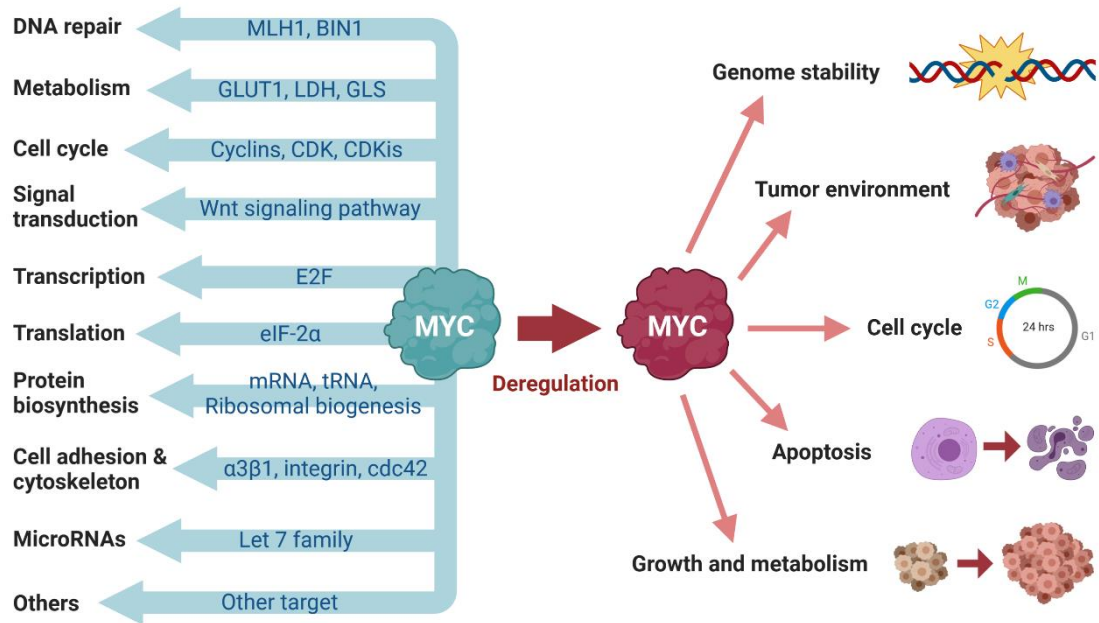 DNA repair
MLH1, BIN1
Metabolism
GLUT1, LDH, GLS
Cell cycle
Cyclins, CDK, CDKis
Signal
transduction
Wnt signaling pathway
Transcription
E2F
Translation
eIF-2α
Protein
biosynthesis
mRNA, tRNA,
Ribosomal biogenesis
Cell adhesion &
cytoskeleton
α3β1, integrin, cdc42
MicroRNAs
Let 7 family
Others
Other target
MYC
Deregulation
MYC
Genome stability
Tumor environment
Cell cycle
M
G2
S
G1
24 hrs
Apoptosis
Growth and metabolism